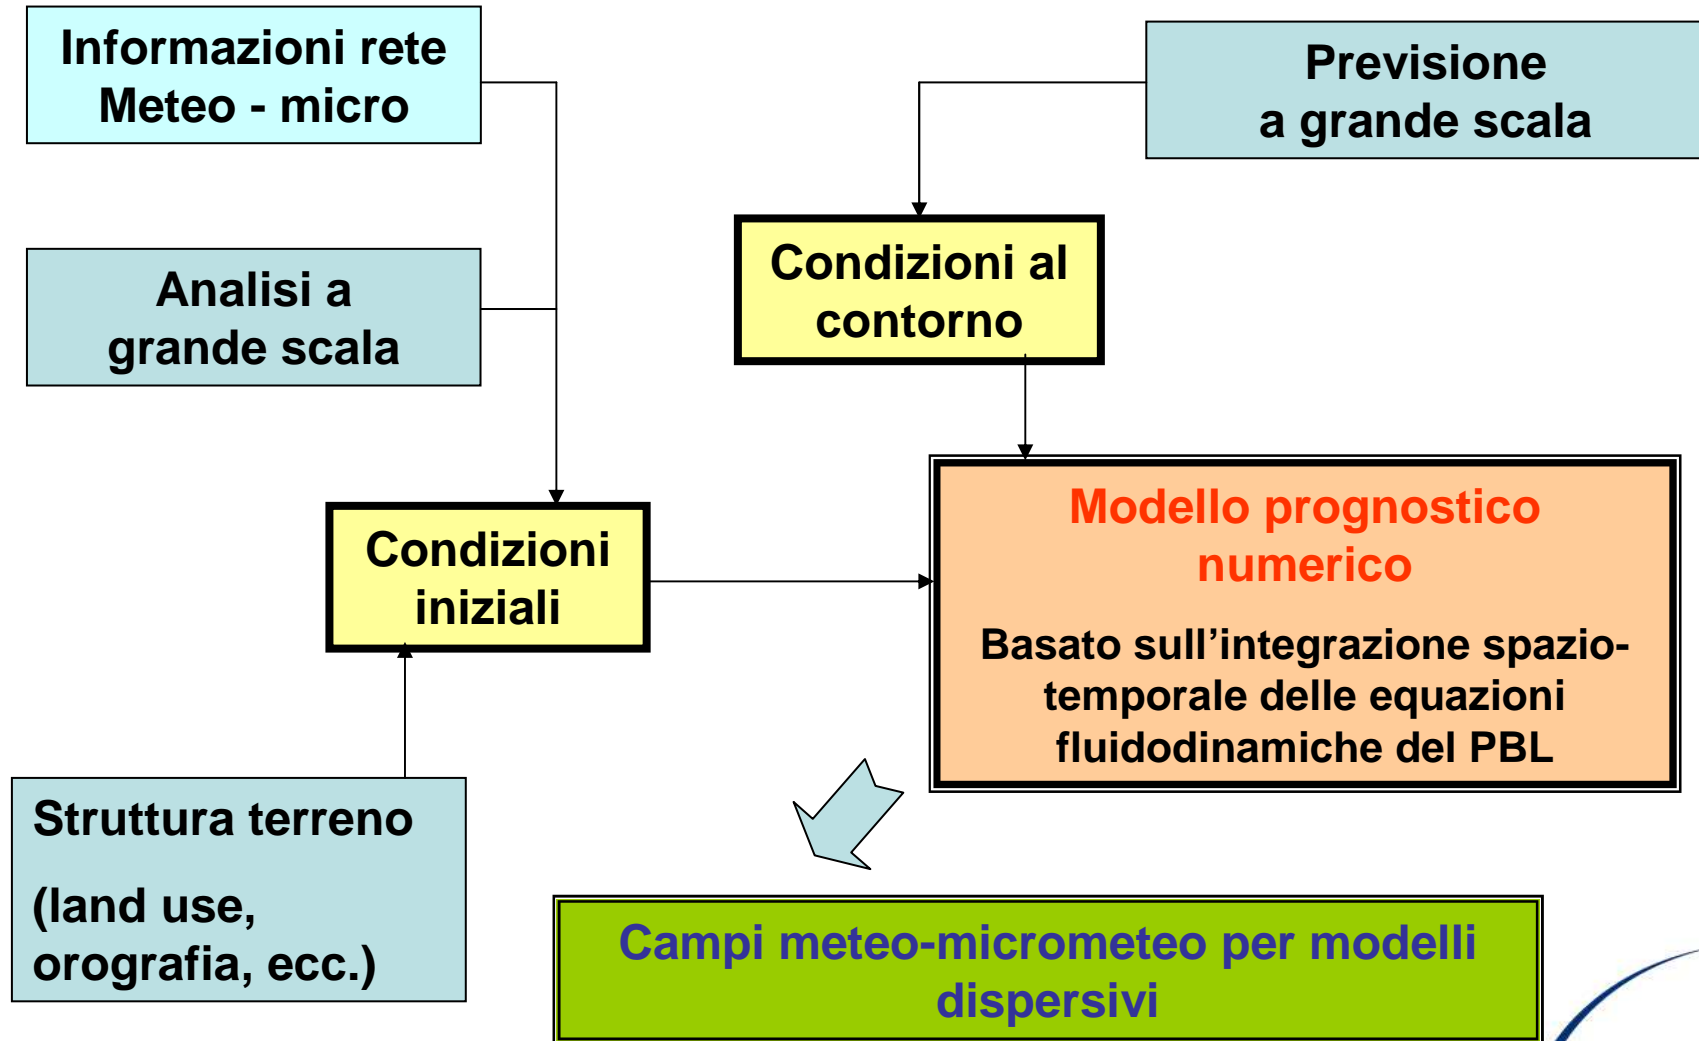 Informazioni rete
Meteo - micro
Previsione
a grande scala
Analisi a
grande scala
Condizioni al
contorno
Condizioni
iniziali
Modello prognostico
numerico
Basato sull’integrazione spazio-
temporale delle equazioni
fluidodinamiche del PBL
Struttura terreno
(land use,
orografia, ecc.)
Campi meteo-micrometeo per modelli
dispersivi